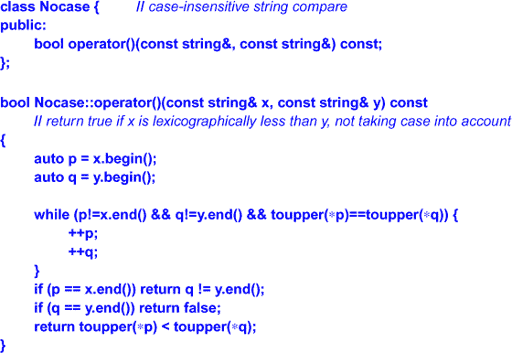 class Nocase {          // case-insensitive string compare
public:
      bool operator()(const string&, const string&) const;
};
bool Nocase::operator()(const string& x, const string& y) const
      // return true if x is lexicographically less than y, not taking case into account
{
      auto p = x.begin();
      auto q = y.begin();
      while (p!=x.end() && q!=y.end() && toupper(*p)==toupper(*q)) {
            ++p;
            ++q;
      }
      if (p == x.end()) return q != y.end();
      if (q == y.end()) return false;
      return toupper(*p) < toupper(*q);
}